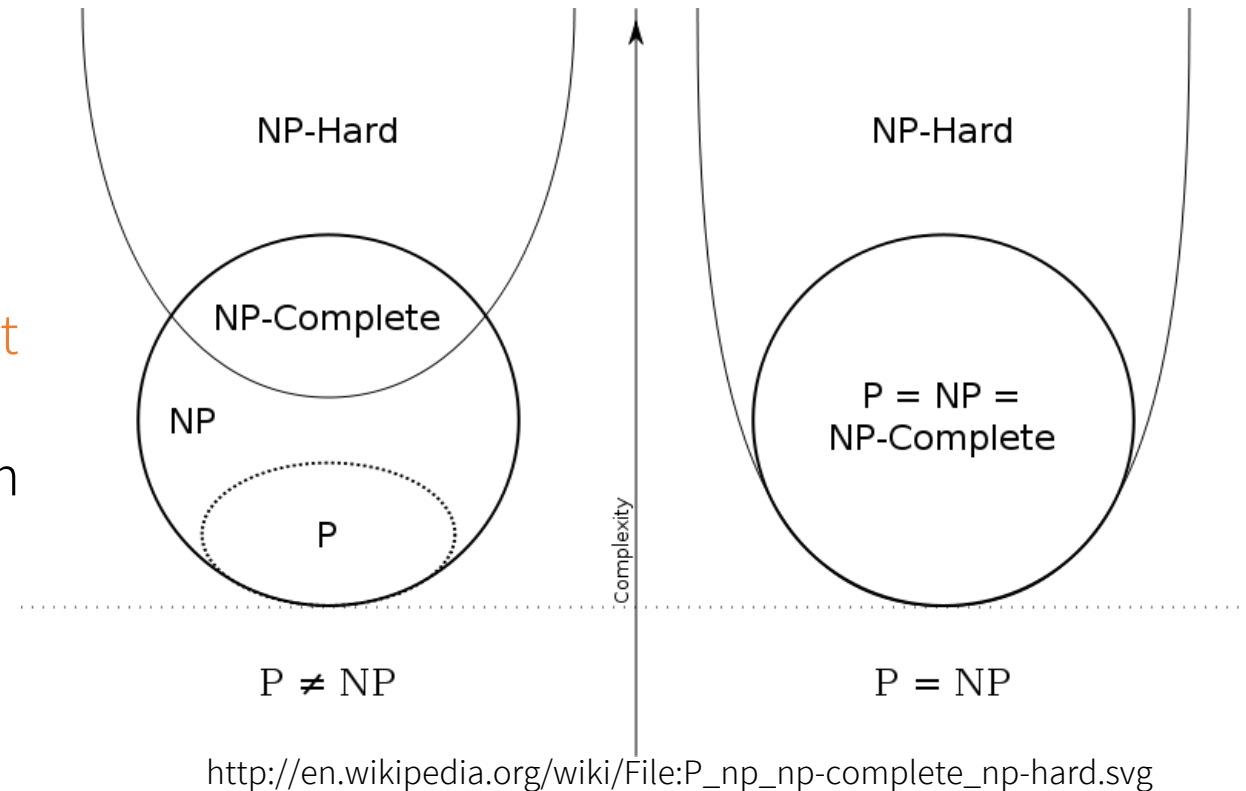 NP-Hard
NP-Complete
NP
P
P ≠ NP
Complexity
NP-Hard
P = NP =
NP-Complete
P = NP
t
n
http://en.wikipedia.org/wiki/File:P_np_np-complete_np-hard.svg